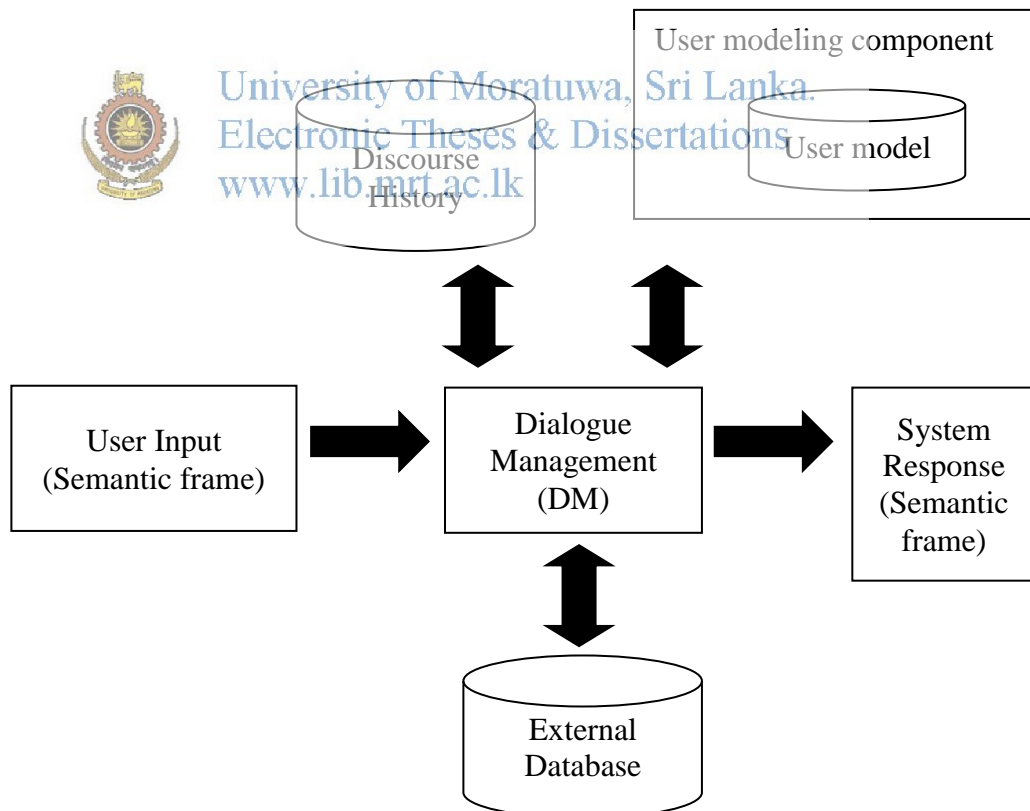 User modeling component
University of Moratuwa, Sri Lanka.
Electronic Theses & Dissertations
www.lib.mrt.ac.lk
Discourse
History
User model
User Input
(Semantic frame)
Dialogue
Management
(DM)
System
Response
(Semantic
frame)
External
Database